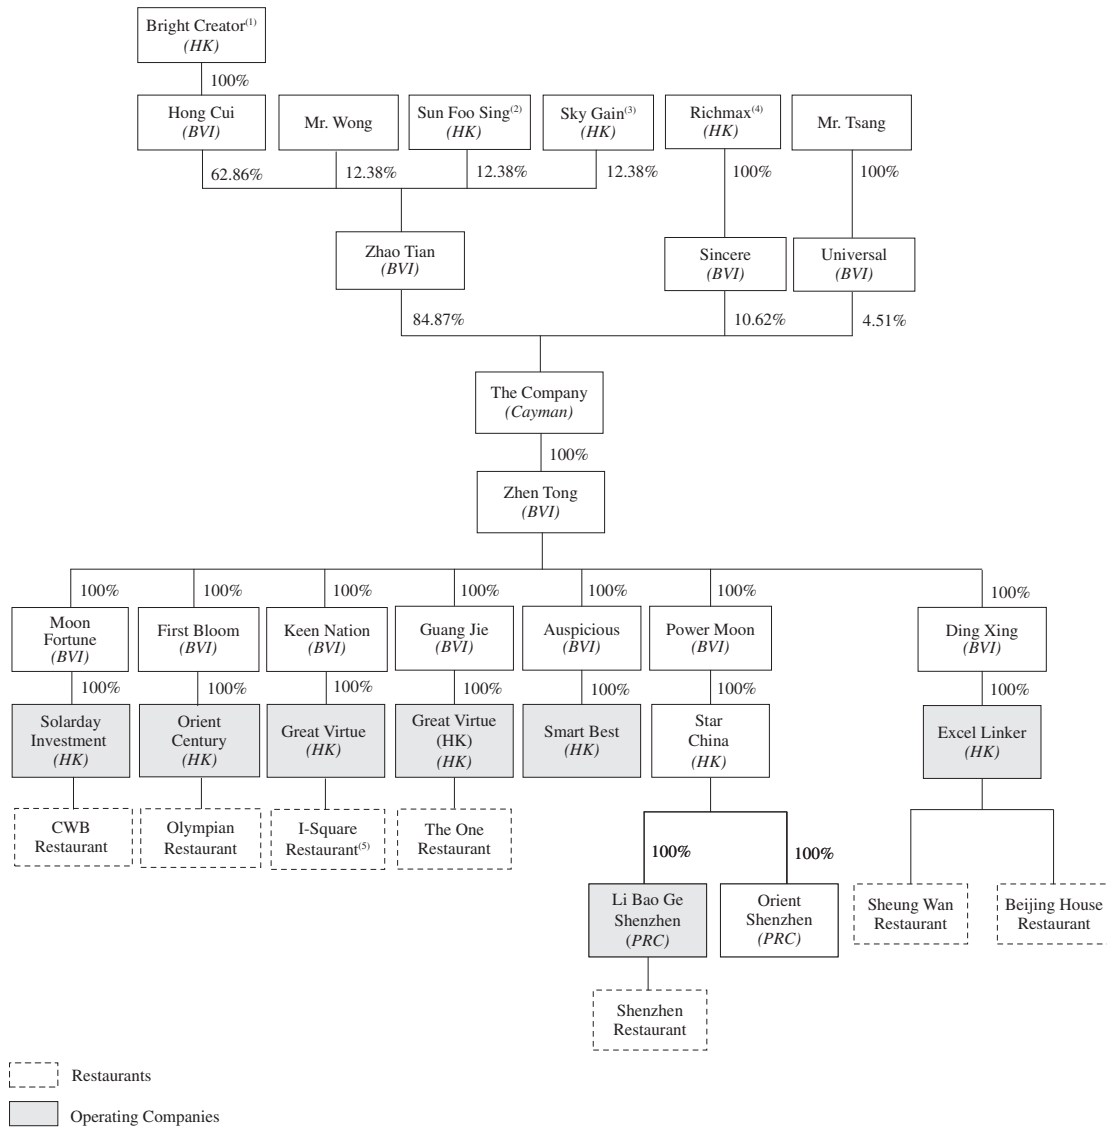 Bright Creator(1)
(HK)
100%
Hong Cui
(BVI)
Mr. Wong
Sun Foo Sing(2)
(HK)
Sky Gain(3)
(HK)
Richmax(4)
(HK)
Mr. Tsang
62.86%
12.38%
12.38%
12.38%
100%
100%
Zhao Tian
(BVI)
Sincere
(BVI)
Universal
(BVI)
84.87%
10.62%
4.51%
The Company
(Cayman)
100%
Zhen Tong
(BVI)
100%
100%
100%
100%
100%
100%
100%
Moon
Fortune
(BVI)
First Bloom
(BVI)
Keen Nation
(BVI)
Guang Jie
(BVI)
Auspicious
(BVI)
Power Moon
(BVI)
Ding Xing
(BVI)
100%
100%
100%
100%
100%
100%
100%
Solarday
Investment
(HK)
Orient
Century
(HK)
Great Virtue
(HK)
Great Virtue
(HK)
(HK)
Smart Best
(HK)
Star
China
(HK)
Excel Linker
(HK)
CWB
Restaurant
Olympian
Restaurant
I-Square
Restaurant(5)
The One
Restaurant
100%
100%
Li Bao Ge
Shenzhen
(PRC)
Orient
Shenzhen
(PRC)
Sheung Wan
Restaurant
Beijing House
Restaurant
Shenzhen
Restaurant
Restaurants
Operating Companies